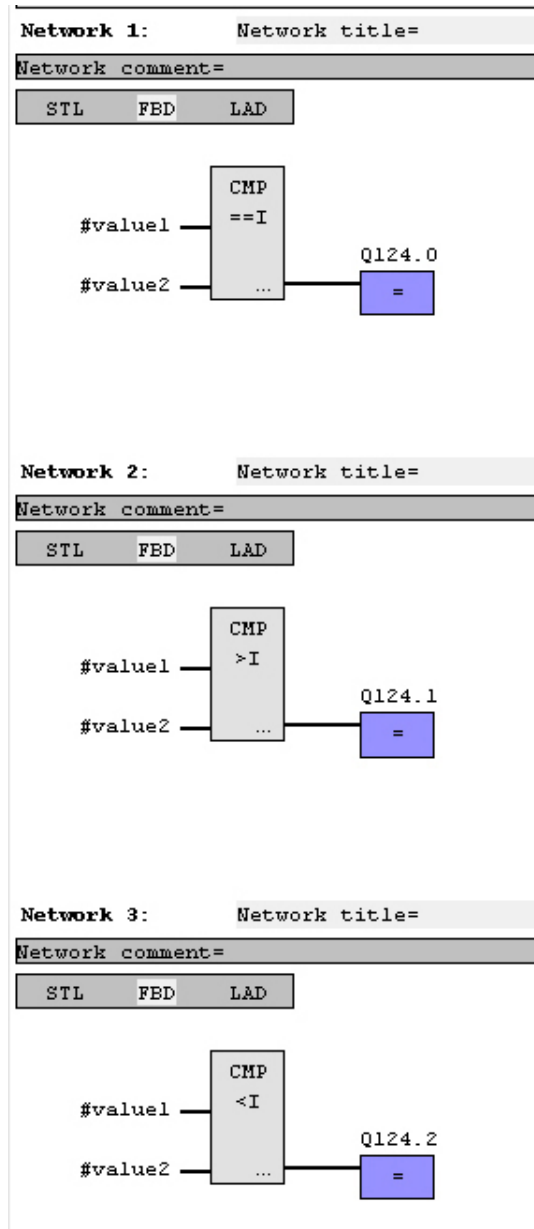 Network 1: Network title=
Network comment=
STL FBD LAD
CMP
#value1 ==I
Q124.0
#value2 ... =
Network 2: Network title=
Network comment=
STL FBD LAD
CMP
#value1 >I
Q124.1
#value2 ... =
Network 3: Network title=
Network comment=
STL FBD LAD
CMP
#value1 <I
Q124.2
#value2 ... =